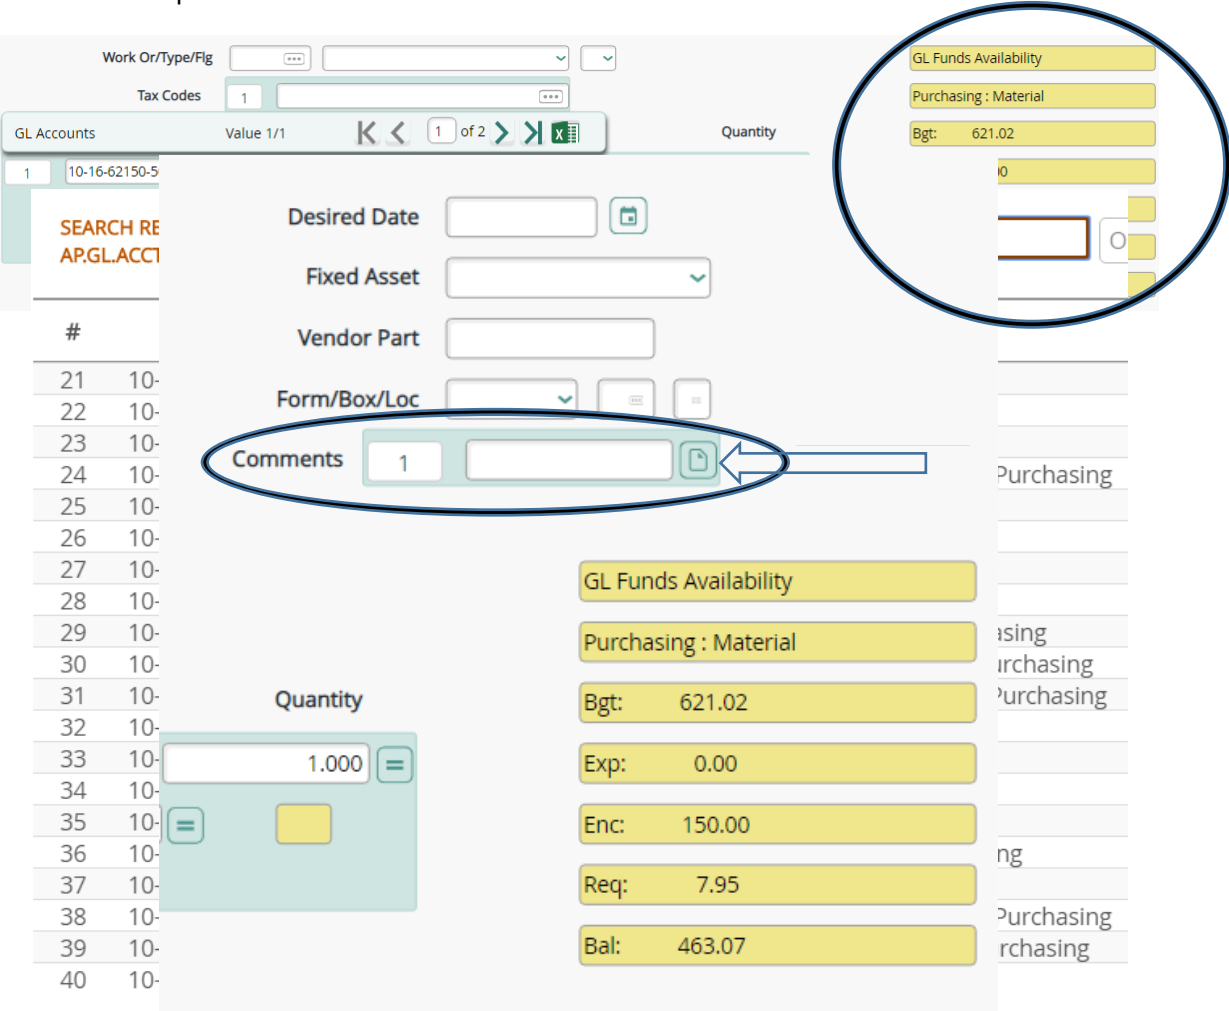 Work Or/Type/Flg
GL Funds Availability
Tax Codes 1
Purchasing : Material
GL Accounts Value 1/1 1 of 2 Quantity
Bgt: 621.02
1 10-16-62150-5
SEARCH RE
AP.GL.ACCT
Desired Date
Fixed Asset
Vendor Part
Form/Box/Loc
Comments 1
#
21 10-
22 10-
23 10-
24 10- Purchasing
25 10-
26 10-
27 10-
28 10-
29 10- asing
30 10- urchasing
31 10- Purchasing
32 10-
33 10-
34 10-
35 10-
36 10- ng
37 10-
38 10- Purchasing
39 10- rchasing
40 10-
GL Funds Availability
Purchasing : Material
Quantity
Bgt: 621.02
1.000
Exp: 0.00
Enc: 150.00
Req: 7.95
Bal: 463.07